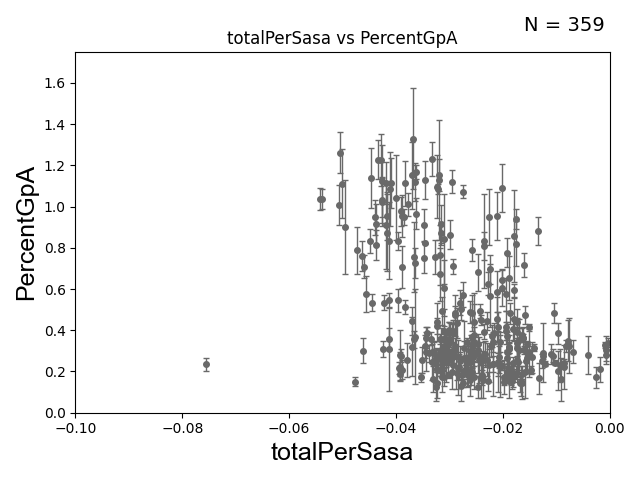 N = 359
totalPerSasa vs PercentGpA
PercentGpA
1.6
1.4
1.2
1.0
0.8
0.6
0.4
0.2
0.0
−0.10 −0.08 −0.06 −0.04 −0.02 0.00
totalPerSasa